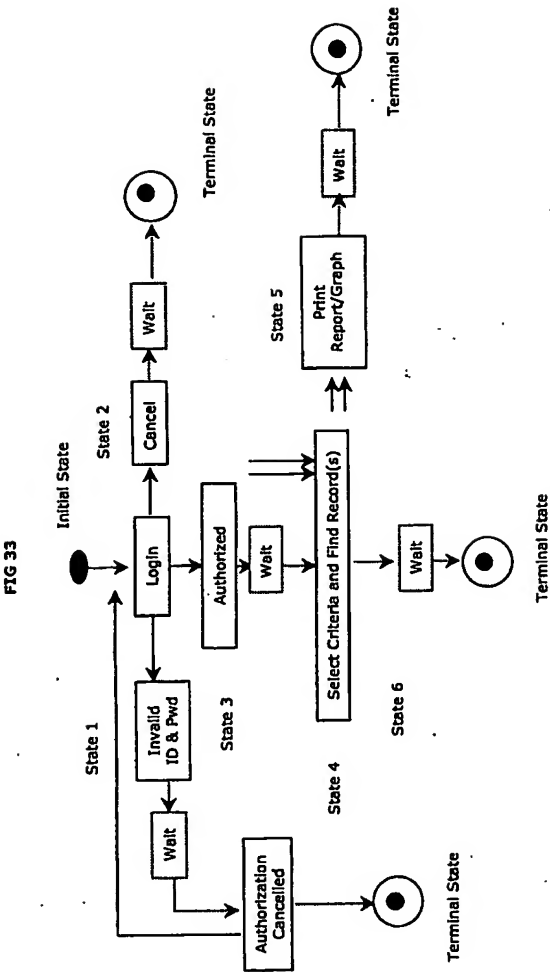 FIG 33
Initial State
State 1
State 2
Login
Cancel
Wait
Terminal State
Invalid
ID & Pwd
Wait
Authorization
Cancelled
Terminal State
State 3
Authorized
Wait
State 4
Select Criteria and Find Record(s)
State 5
Print
Report/Graph
Wait
Terminal State
State 6
Wait
Terminal State